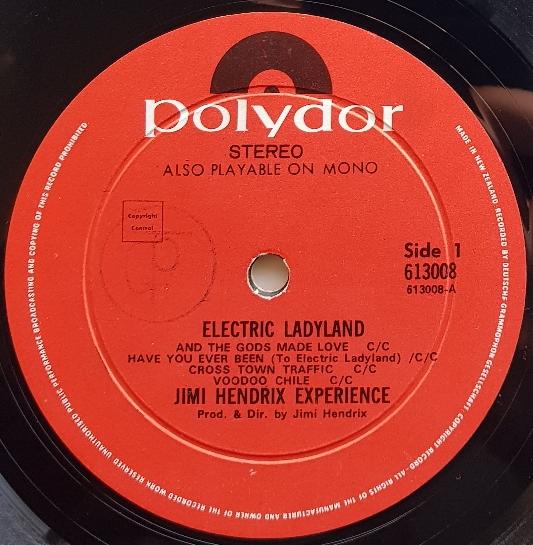 polydor
STEREO
ALSO PLAYABLE ON MONO
Copyright
Control
Side 1
613008
613008-A
ELECTRIC LADYLAND
AND THE GODS MADE LOVE C/C
HAVE YOU EVER BEEN (To Electric Ladyland) /C/C
CROSS TOWN TRAFFIC C/C
VOODOO CHILE C/C
JIMI HENDRIX EXPERIENCE
Prod. & Dir. by Jimi Hendrix
MADE IN NEW ZEALAND. RECORDED BY DEUTSCHE GRAMMOPHON GESELLSCHAFT. COPYRIGHT RECORD - ALL RIGHTS OF THE MANUFACTURER AND OWNER OF THE RECORDED WORK RESERVED UNAUTHORISED PUBLIC PERFORMANCE BROADCASTING AND COPYING OF THIS RECORD PROHIBITED